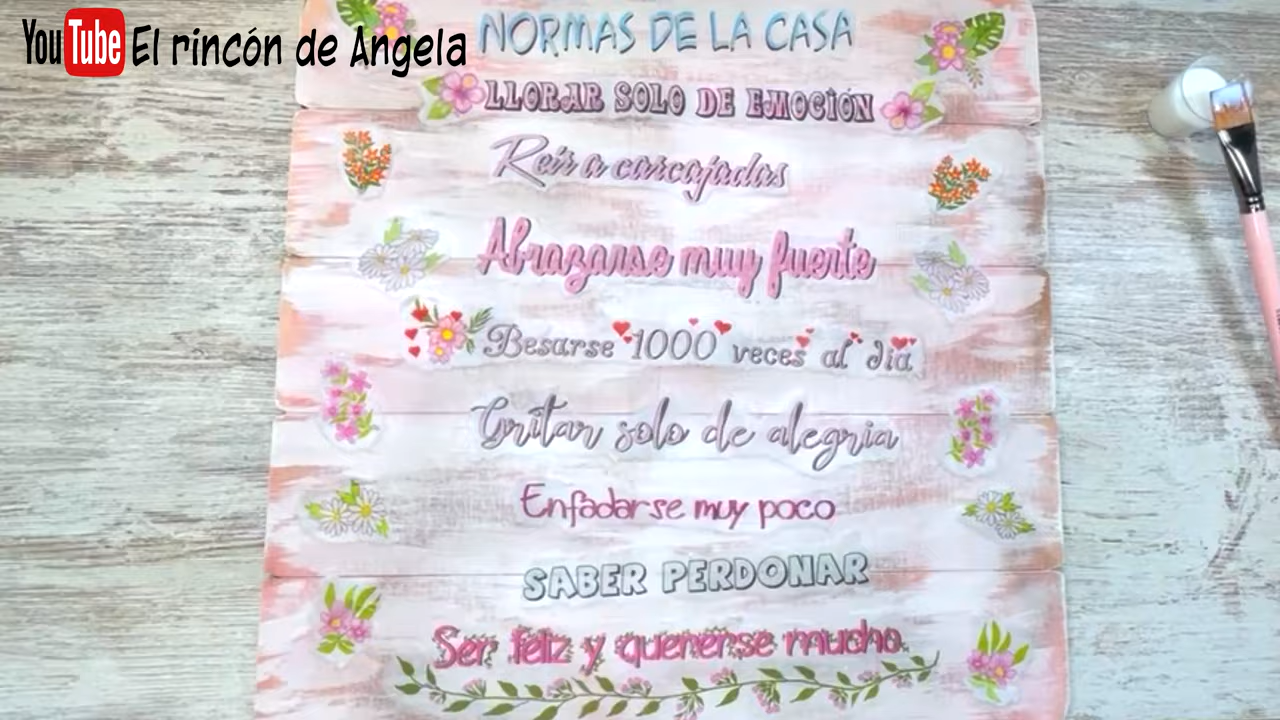 YouTube El rincón de Angela
NORMAS DE LA CASA
LLORAR SOLO DE EMOCIÓN
Reír a carcajadas
Abrazarse muy fuerte
Besarse 1000 veces al día
Gritar solo de alegria
Enfadarse muy poco
SABER PERDONAR
Ser feliz y quererse mucho.